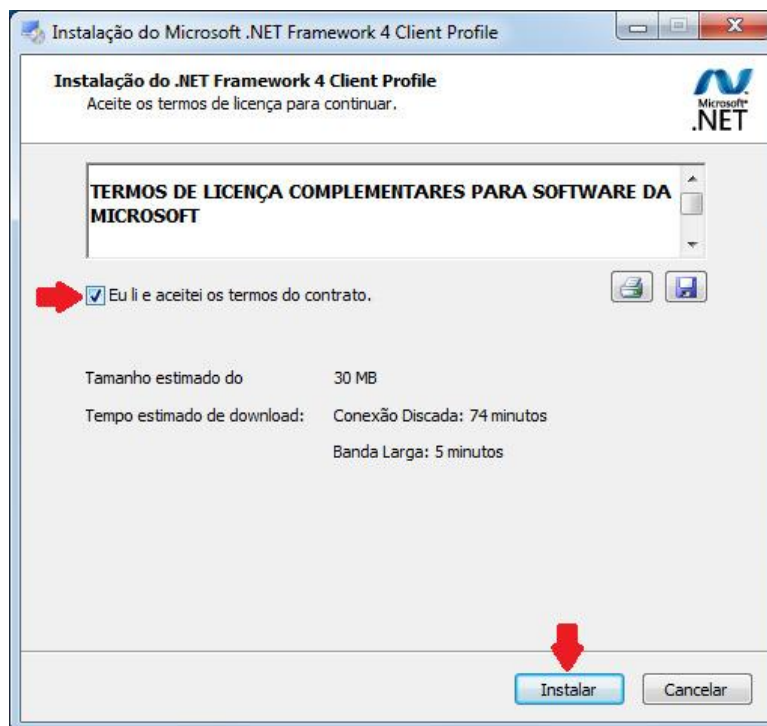 Instalação do Microsoft .NET Framework 4 Client Profile
Instalação do .NET Framework 4 Client Profile
Aceite os termos de licença para continuar.
Microsoft®
.NET
TERMOS DE LICENÇA COMPLEMENTARES PARA SOFTWARE DA
MICROSOFT
Eu li e aceitei os termos do contrato.
Tamanho estimado do 30 MB
Tempo estimado de download: Conexão Discada: 74 minutos
Banda Larga: 5 minutos
Instalar Cancelar